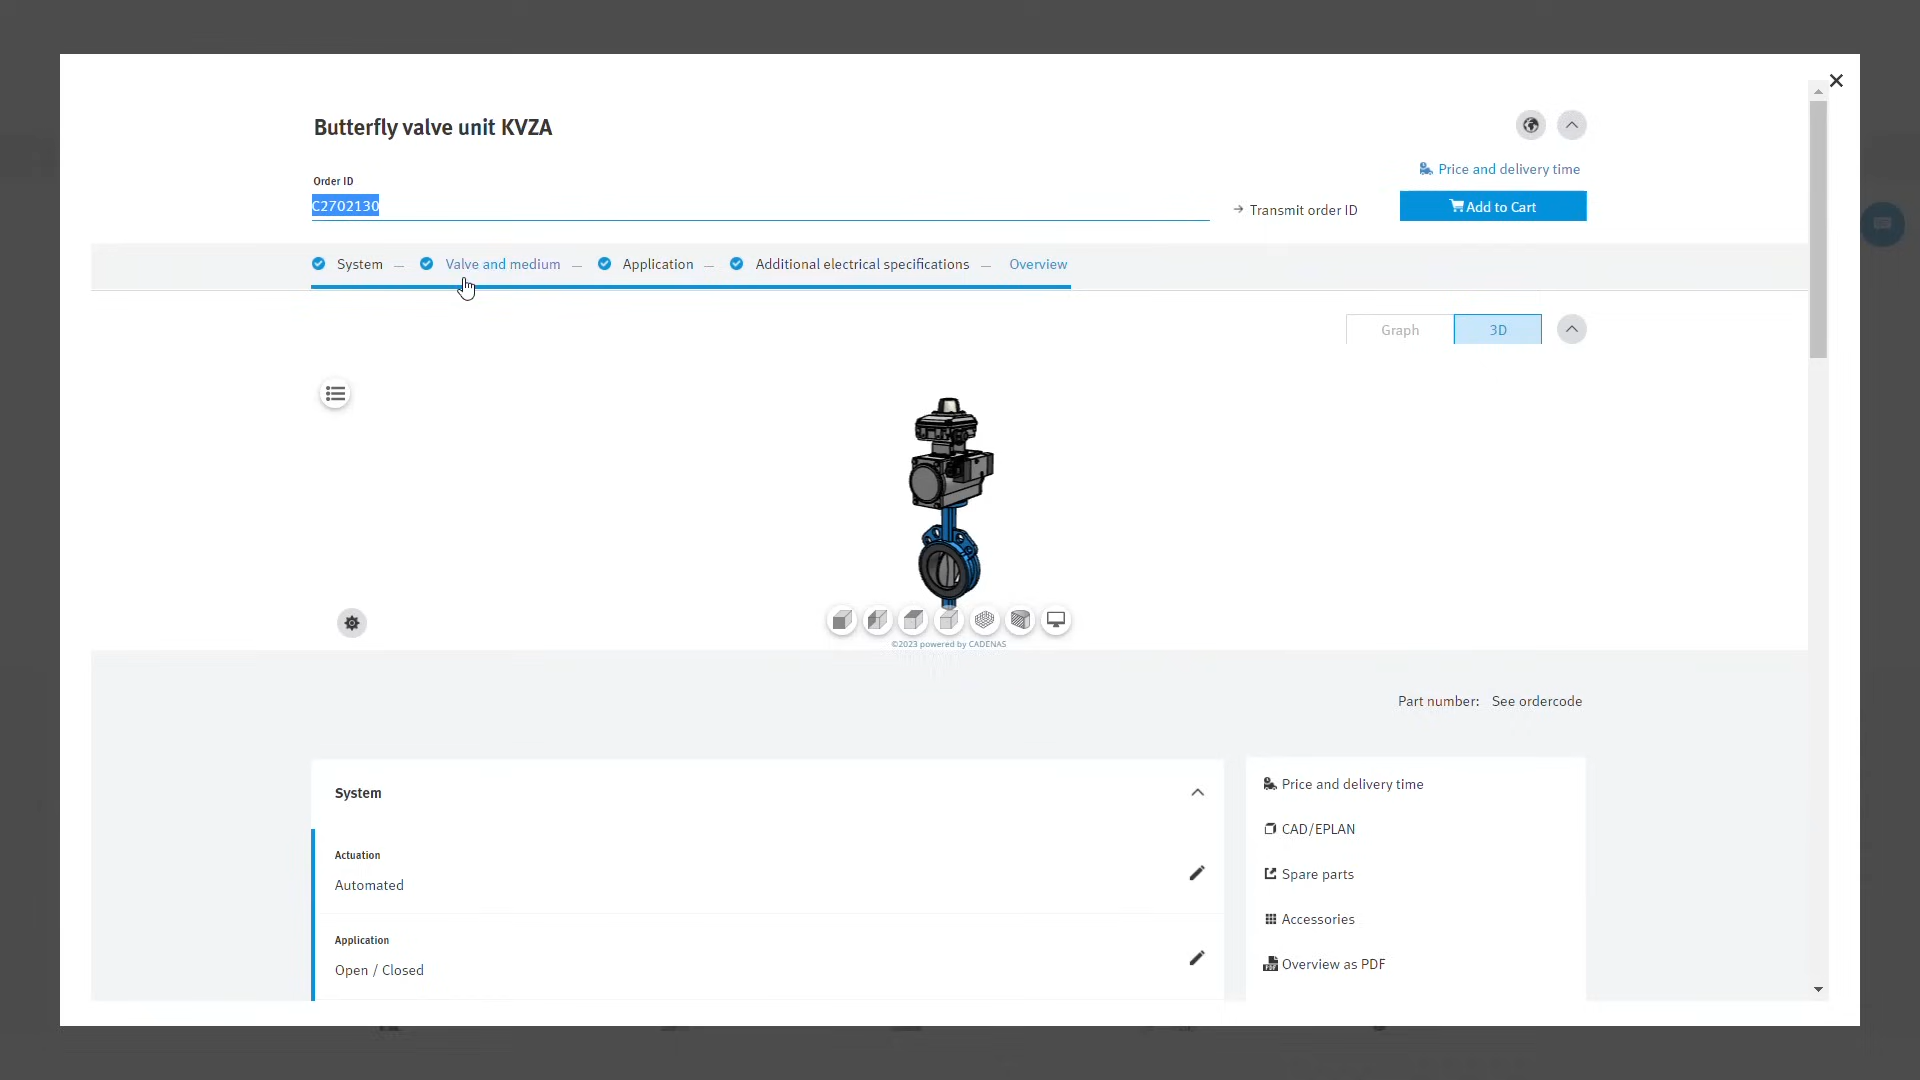 Butterfly valve unit KVZA
Price and delivery time
Order ID
C2702130
Transmit order ID
Add to Cart
System
Valve and medium
Application
Additional electrical specifications
Overview
Graph
3D
©2023 powered by CADENAS
Part number: See ordercode
System
Actuation
Automated
Application
Open / Closed
Price and delivery time
CAD/EPLAN
Spare parts
Accessories
Overview as PDF